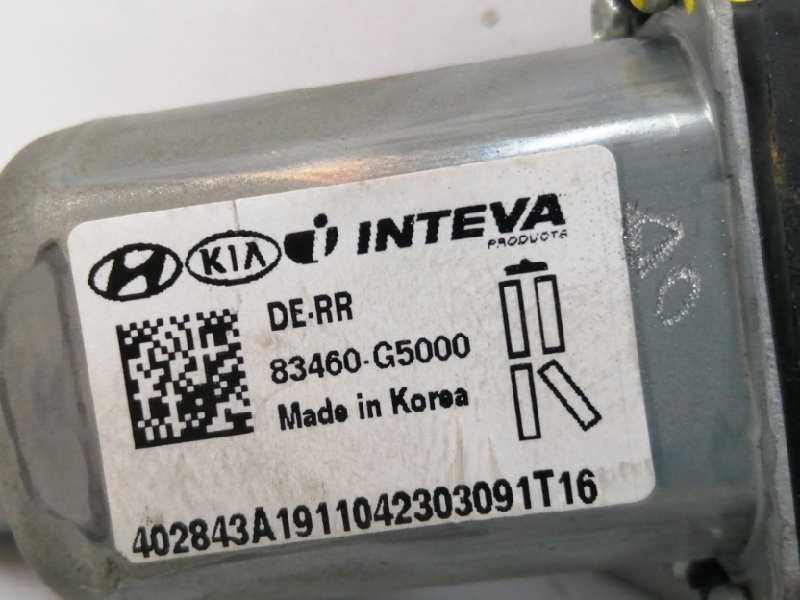 KIA INTEVA
PRODUCTS
DE-RR
83460-G5000
Made in Korea
402843A1911042303091T16